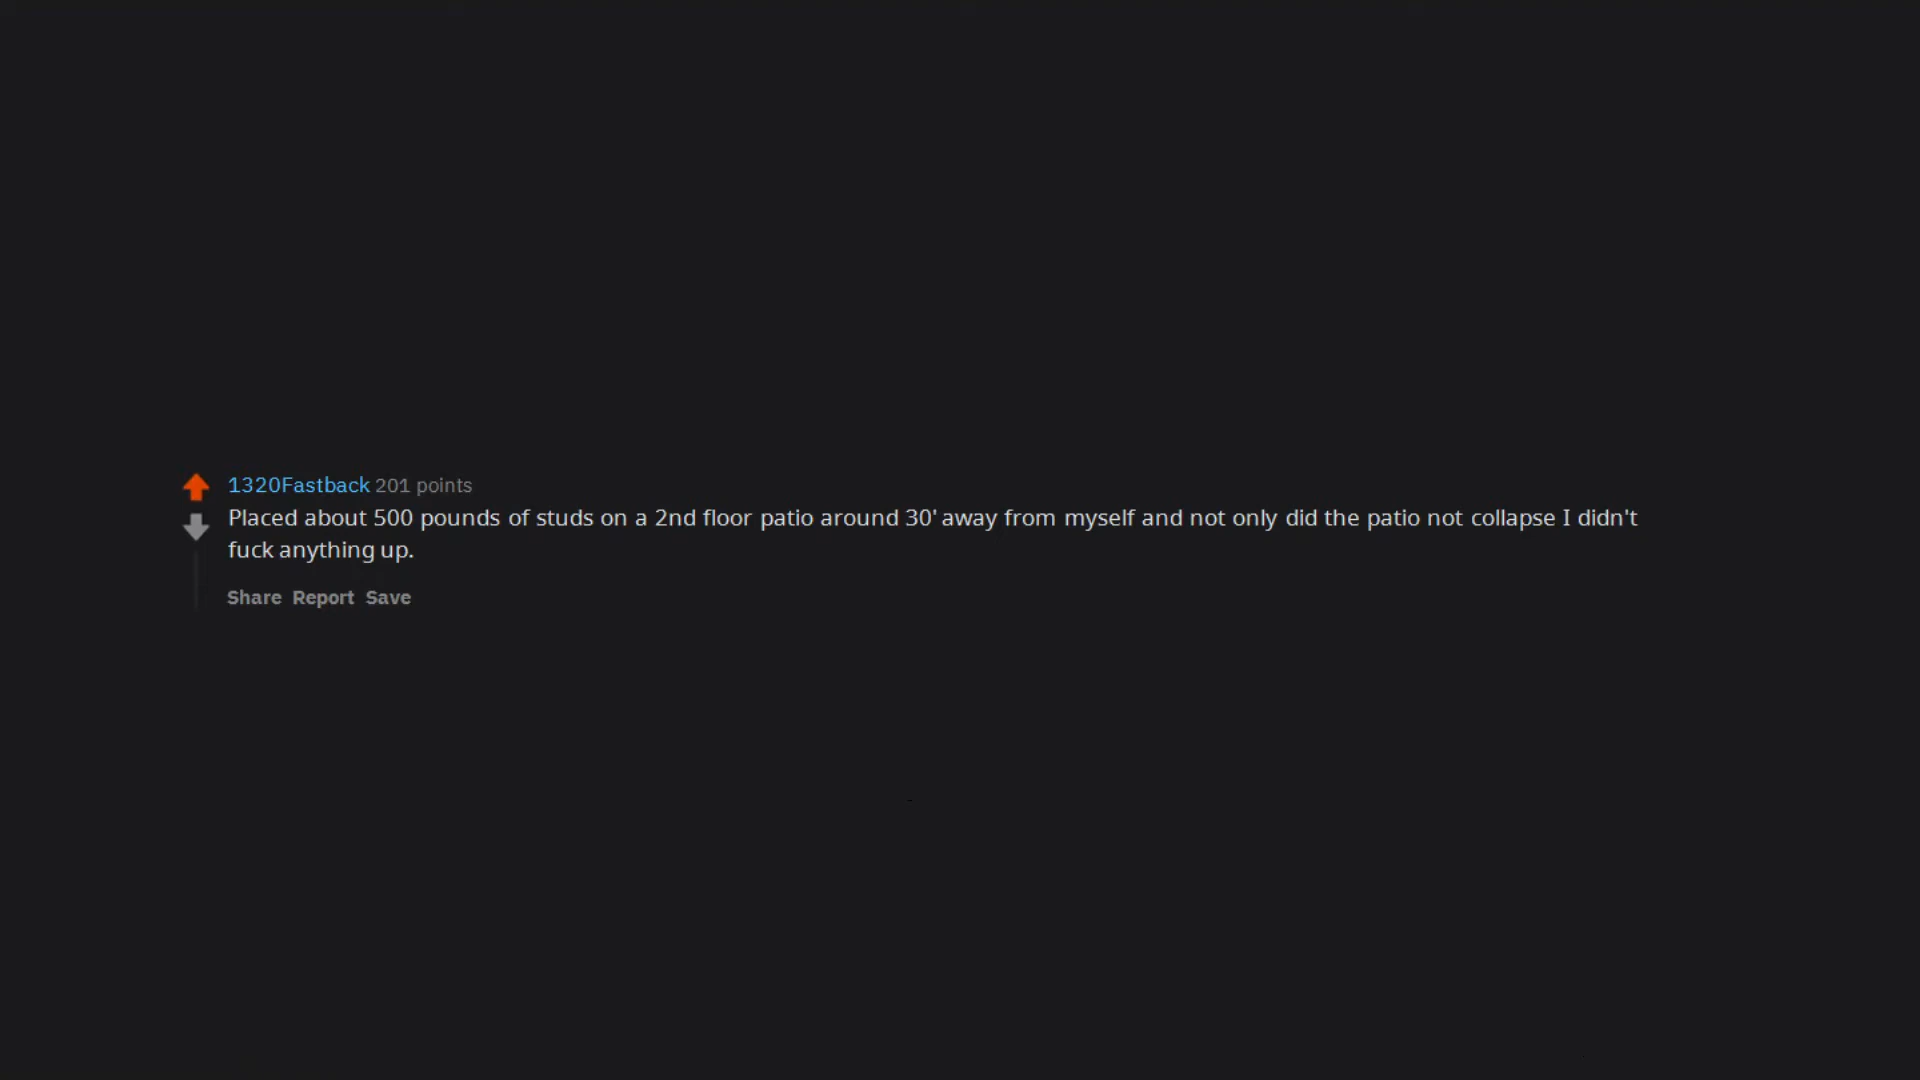 1320Fastback 201 points
Placed about 500 pounds of studs on a 2nd floor patio around 30' away from myself and not only did the patio not collapse I didn't
fuck anything up.
Share Report Save